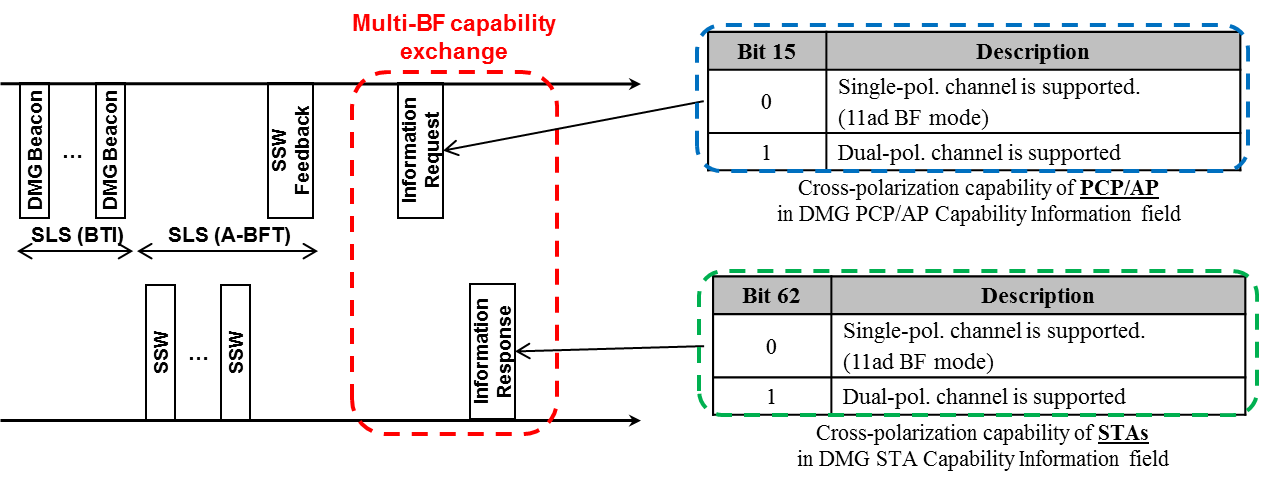 Multi-BF capability
exchange
DMG Beacon
...
DMG Beacon
SSW
Feedback
Information
Request
SLS (BTI)
SLS (A-BFT)
SSW
...
SSW
Information
Response
Bit 15 Description
0 Single-pol. channel is supported.
(11ad BF mode)
1 Dual-pol. channel is supported
Cross-polarization capability of PCP/AP
in DMG PCP/AP Capability Information field
Bit 62 Description
0 Single-pol. channel is supported.
(11ad BF mode)
1 Dual-pol. channel is supported
Cross-polarization capability of STAs
in DMG STA Capability Information field